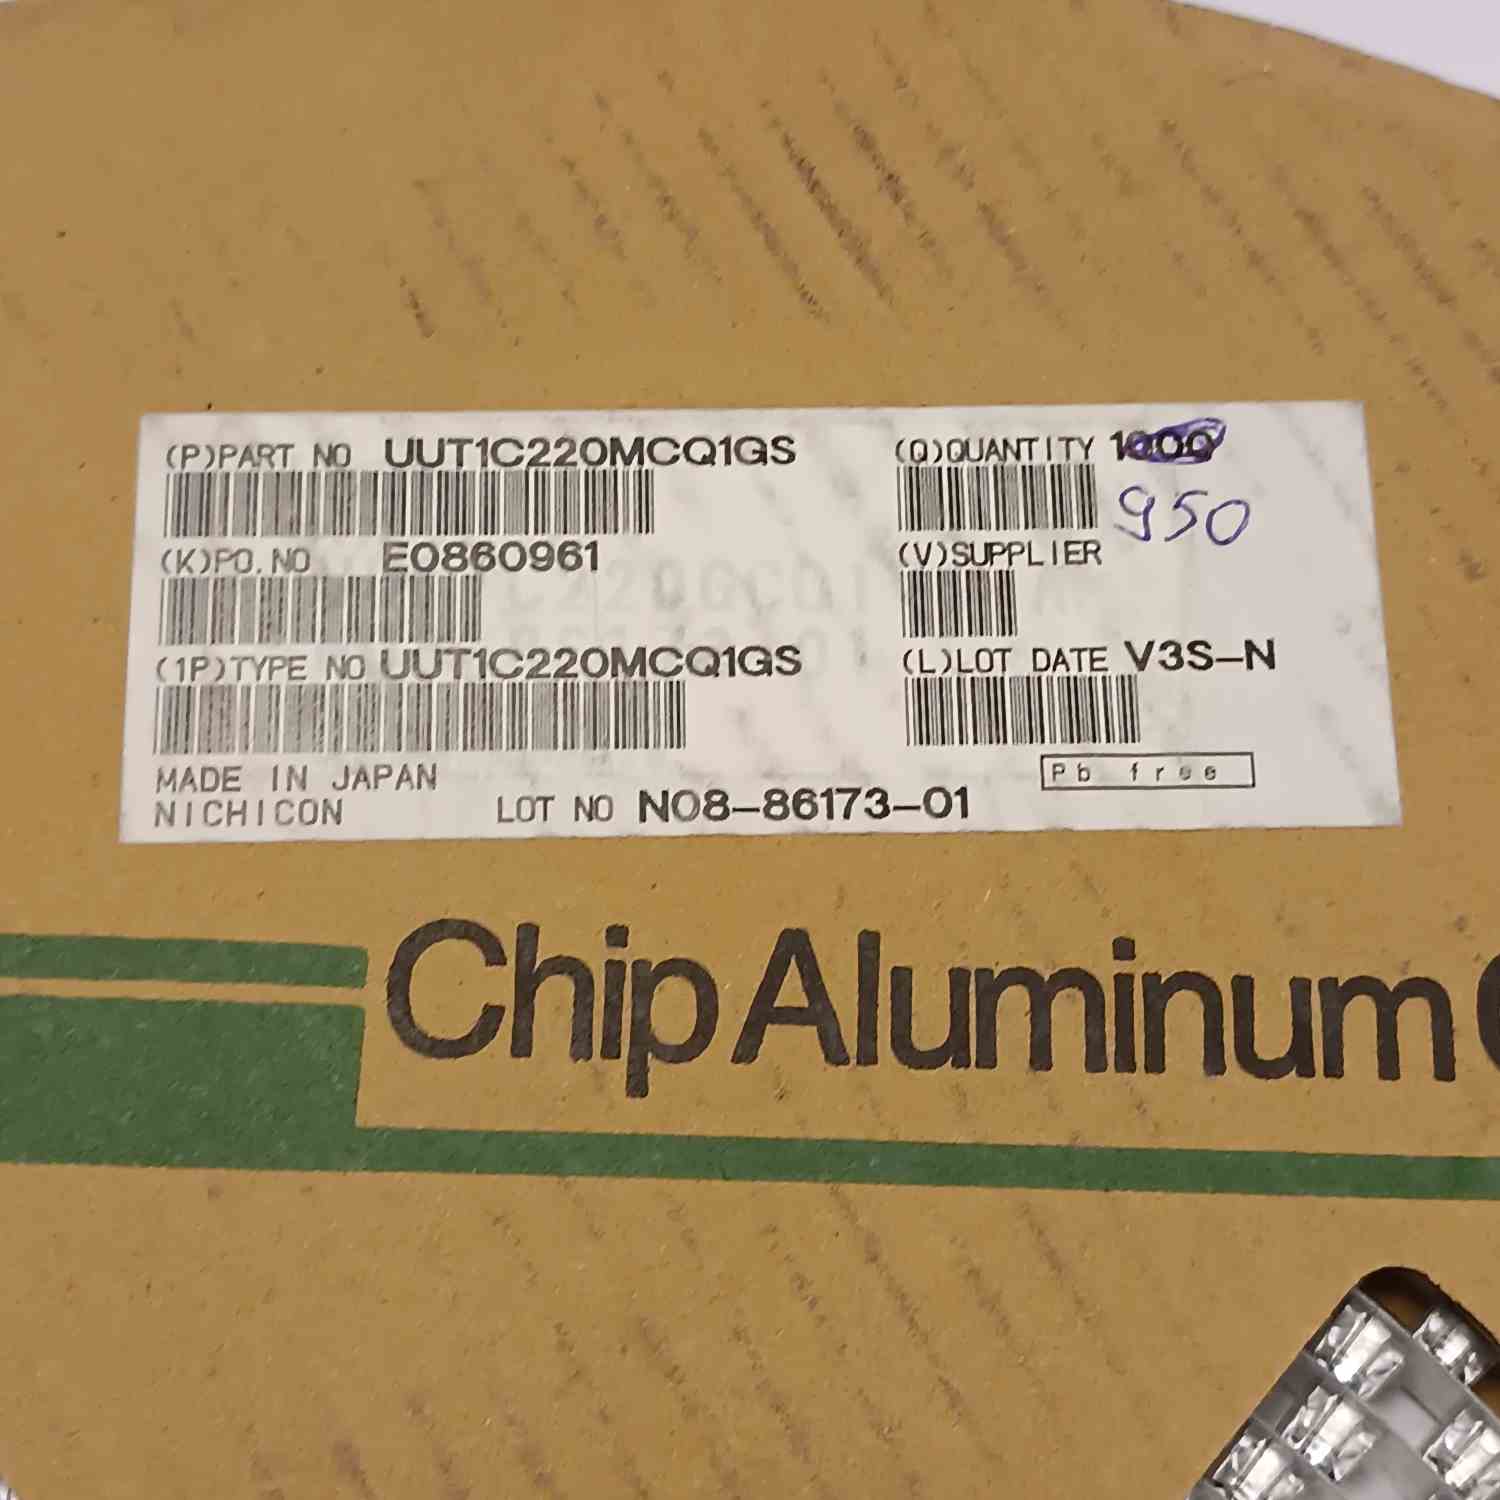 (P)PART NO UUT1C220MCQ1GS
(Q)QUANTITY 1000
950
(K)PO.NO E0860961
(V)SUPPLIER
(1P)TYPE NO UUT1C220MCQ1GS
(L)LOT DATE V3S-N
MADE IN JAPAN
Pb free
NICHICON LOT NO N08-86173-01
Chip Aluminum